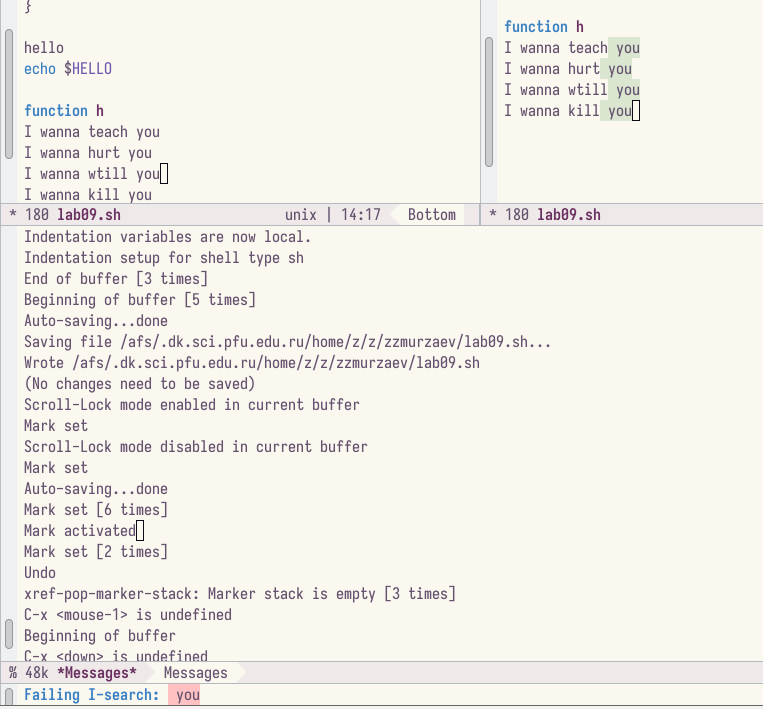 }
hello
echo $HELLO
function h
I wanna teach you
I wanna hurt you
I wanna wtill you
I wanna kill you
* 180 lab09.sh unix | 14:17 Bottom
function h
I wanna teach you
I wanna hurt you
I wanna wtill you
I wanna kill you
* 180 lab09.sh
Indentation variables are now local.
Indentation setup for shell type sh
End of buffer [3 times]
Beginning of buffer [5 times]
Auto-saving...done
Saving file /afs/.dk.sci.pfu.edu.ru/home/z/z/zzmurzaev/lab09.sh...
Wrote /afs/.dk.sci.pfu.edu.ru/home/z/z/zzmurzaev/lab09.sh
(No changes need to be saved)
Scroll-Lock mode enabled in current buffer
Mark set
Scroll-Lock mode disabled in current buffer
Mark set
Auto-saving...done
Mark set [6 times]
Mark activated
Mark set [2 times]
Undo
xref-pop-marker-stack: Marker stack is empty [3 times]
C-x <mouse-1> is undefined
Beginning of buffer
C-x <down> is undefined
% 48k *Messages* Messages
Failing I-search: you